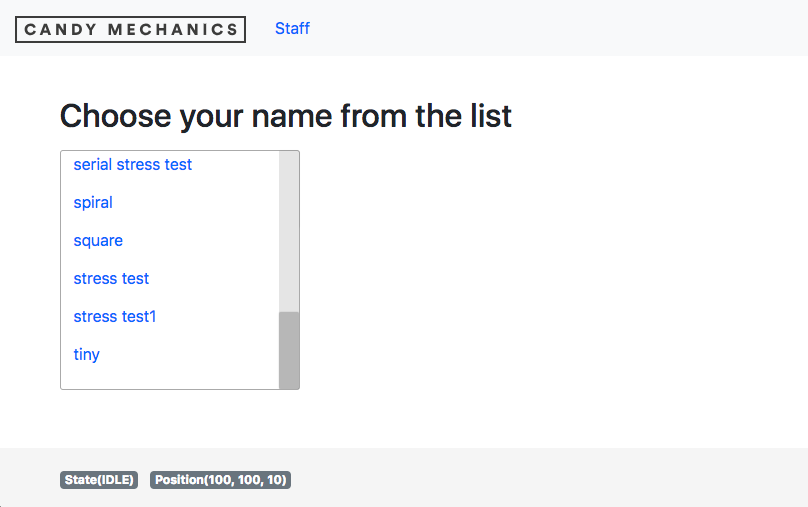 CANDY MECHANICS Staff
Choose your name from the list
serial stress test
spiral
square
stress test
stress test1
tiny
State(IDLE) Position(100, 100, 10)